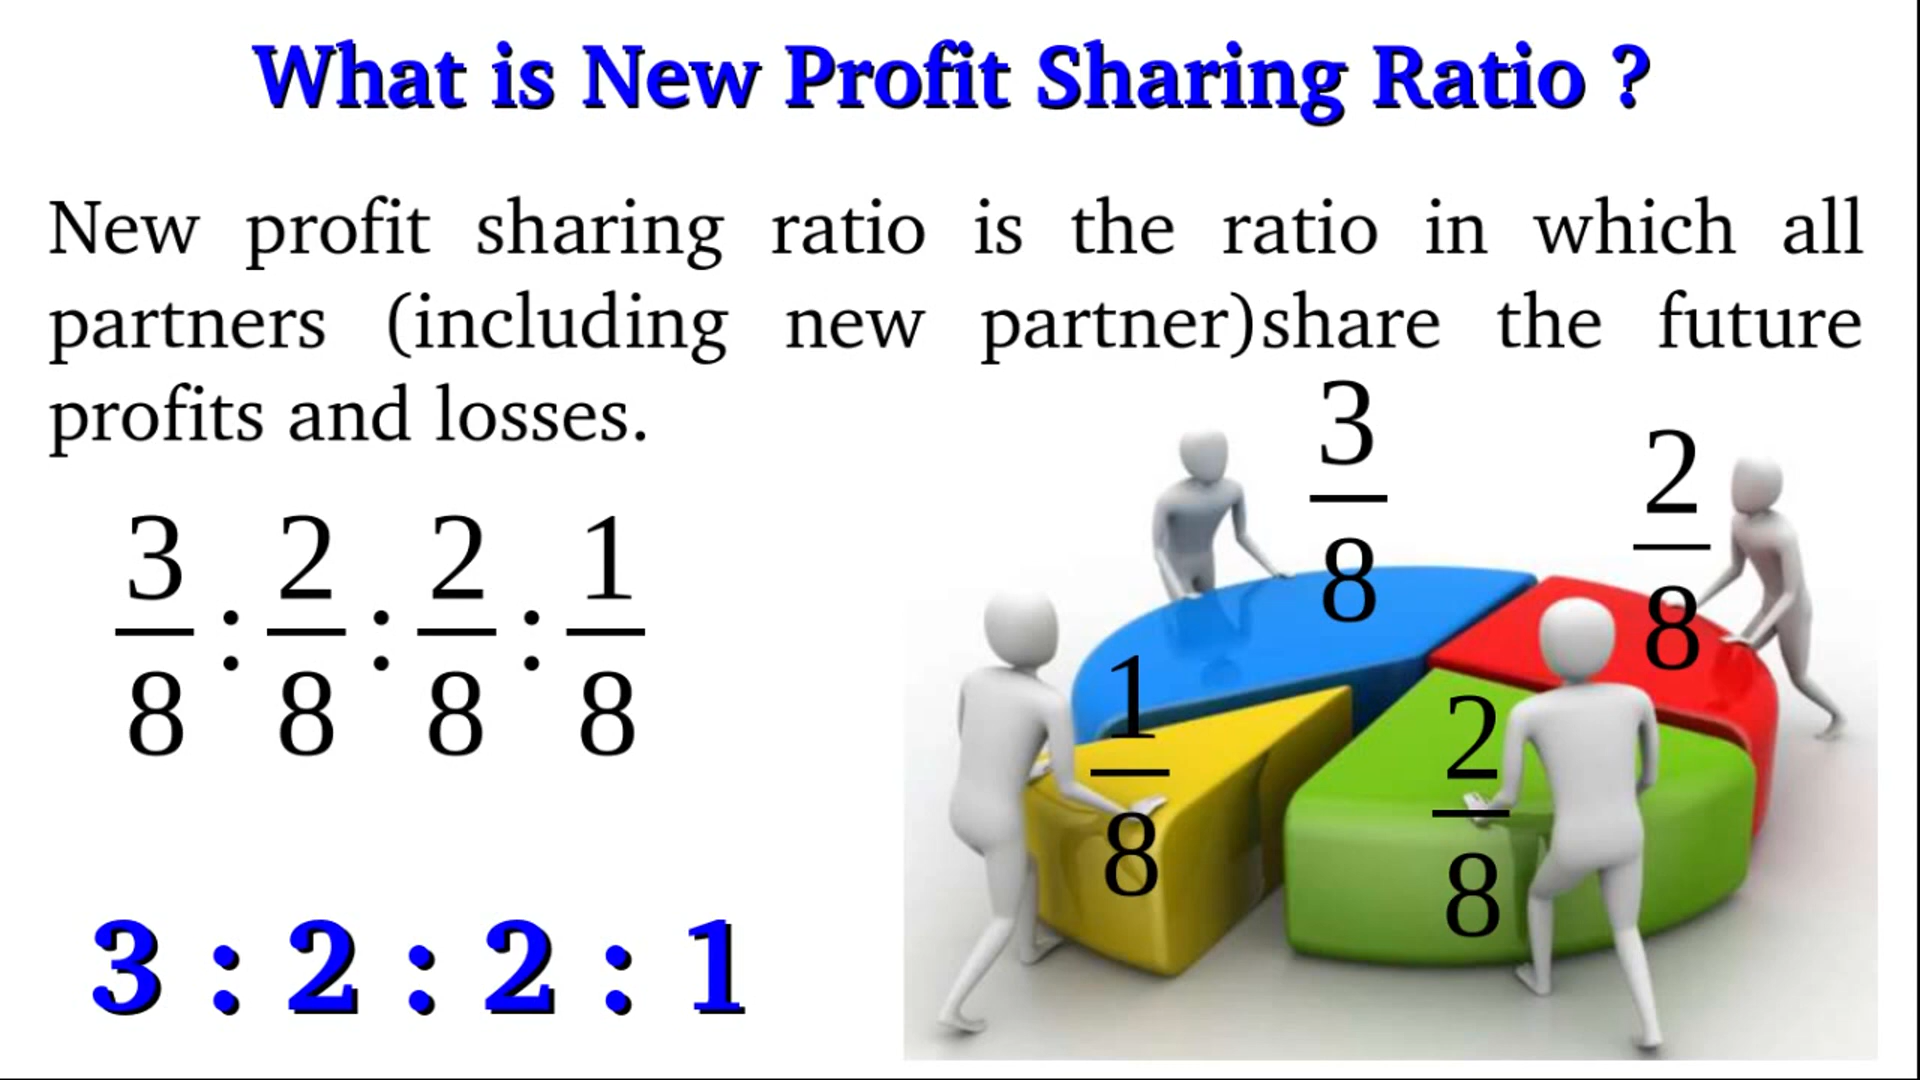 What is New Profit Sharing Ratio ?
New profit sharing ratio is the ratio in which all
partners (including new partner)share the future
profits and losses.
3/8 : 2/8 : 2/8 : 1/8
3 : 2 : 2 : 1
3/8
2/8
1/8
2/8